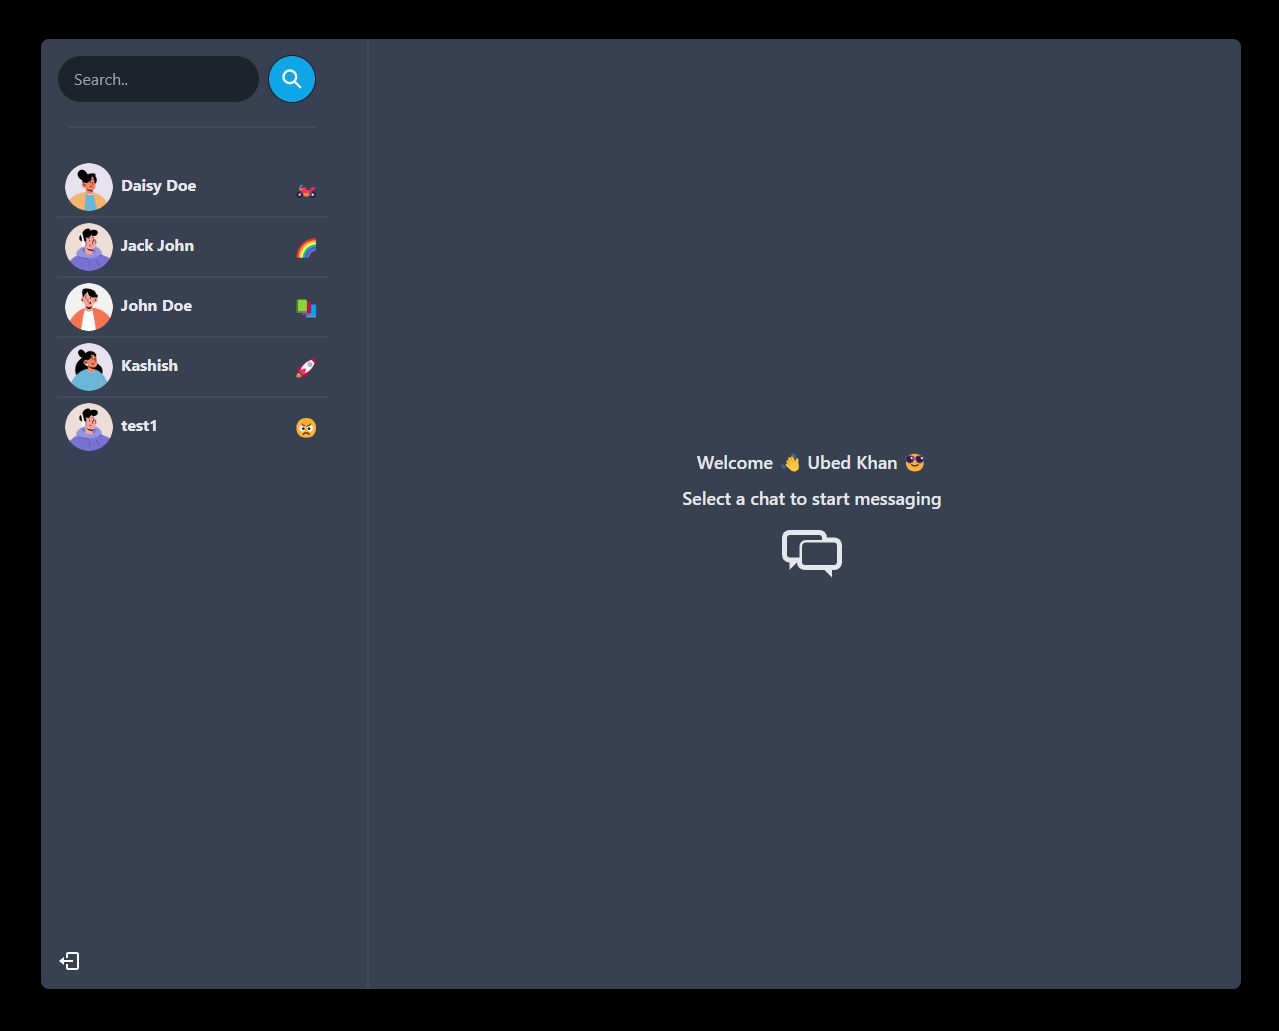 Search..
Daisy Doe
Jack John
John Doe
Kashish
test1
Welcome 👋 Ubed Khan 😎
Select a chat to start messaging